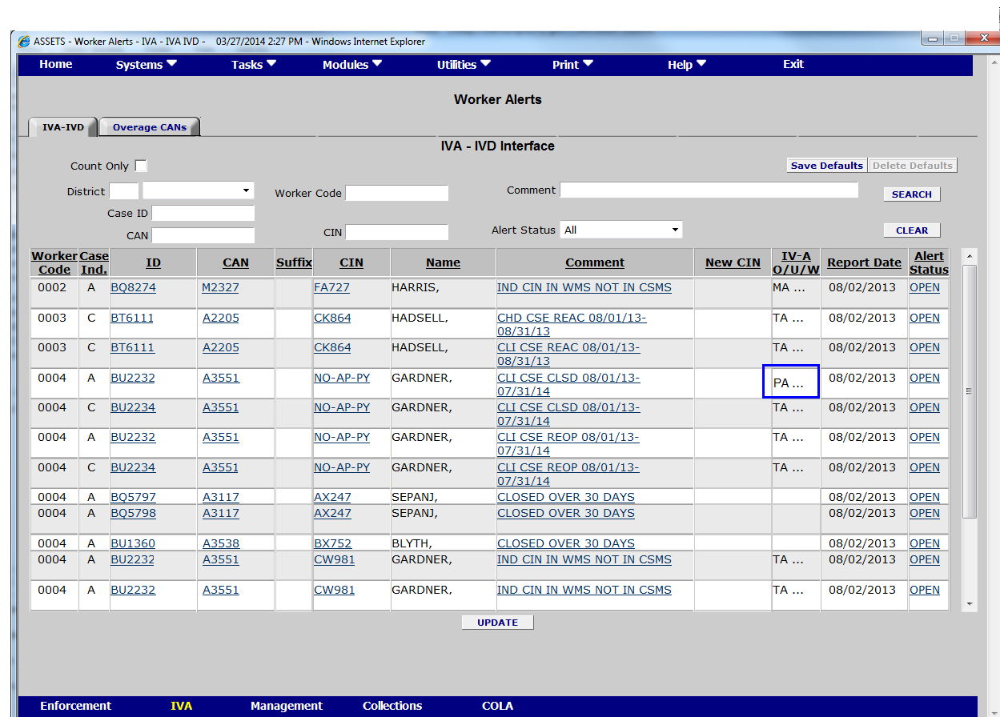 ASSETS - Worker Alerts - IVA - IVA IVD - 03/27/2014 2:27 PM - Windows Internet Explorer
Home Systems Tasks Modules Utilities Print Help Exit
Worker Alerts
IVA-IVD Overage CANs
IVA - IVD Interface
Count Only Save Defaults Delete Defaults
District Worker Code Comment SEARCH
Case ID
CAN CIN Alert Status All CLEAR
Worker Code Case Ind. ID CAN Suffix CIN Name Comment New CIN IV-A O/U/W Report Date Alert Status
0002 A BQ8274 M2327 FA727 HARRIS, IND CIN IN WMS NOT IN CSMS MA ... 08/02/2013 OPEN
0003 C BT6111 A2205 CK864 HADSELL, CHD CSE REAC 08/01/13- TA ... 08/02/2013 OPEN
08/31/13
0003 C BT6111 A2205 CK864 HADSELL, CLI CSE REAC 08/01/13- TA ... 08/02/2013 OPEN
08/31/13
0004 A BU2232 A3551 NO-AP-PY GARDNER, CLI CSE CLSD 08/01/13- PA ... 08/02/2013 OPEN
07/31/14
0004 C BU2234 A3551 NO-AP-PY GARDNER, CLI CSE CLSD 08/01/13- TA ... 08/02/2013 OPEN
07/31/14
0004 A BU2232 A3551 NO-AP-PY GARDNER, CLI CSE REOP 08/01/13- TA ... 08/02/2013 OPEN
07/31/14
0004 C BU2234 A3551 NO-AP-PY GARDNER, CLI CSE REOP 08/01/13- TA ... 08/02/2013 OPEN
07/31/14
0004 A BQ5797 A3117 AX247 SEPANJ, CLOSED OVER 30 DAYS 08/02/2013 OPEN
0004 A BQ5798 A3117 AX247 SEPANJ, CLOSED OVER 30 DAYS 08/02/2013 OPEN
0004 A BU1360 A3538 BX752 BLYTH, CLOSED OVER 30 DAYS 08/02/2013 OPEN
0004 A BU2232 A3551 CW981 GARDNER, IND CIN IN WMS NOT IN CSMS TA ... 08/02/2013 OPEN
0004 A BU2232 A3551 CW981 GARDNER, IND CIN IN WMS NOT IN CSMS TA ... 08/02/2013 OPEN
UPDATE
Enforcement IVA Management Collections COLA